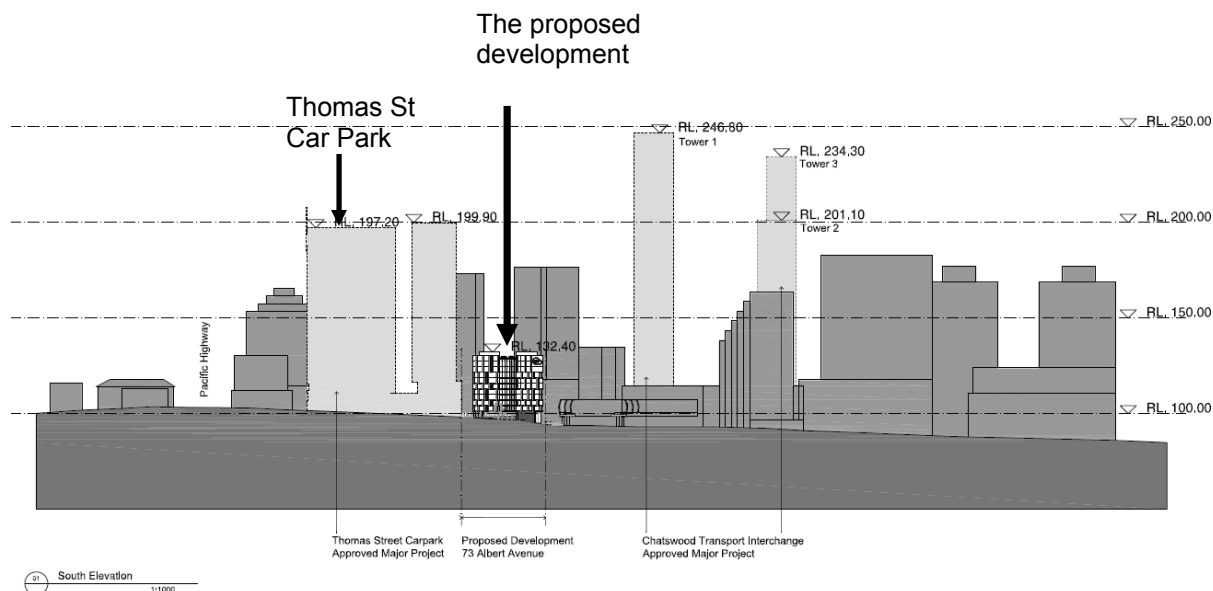 The proposed
development
Thomas St
Car Park
RL, 250.00
RL, 246.80
Tower 1
RL, 234.30
Tower 3
RL, 197.20
RL, 199.90
RL, 201.10
Tower 2
RL, 200.00
Pacific Highway
RL, 132.40
RL, 150.00
RL, 100.00
Thomas Street Carpark
Approved Major Project
Proposed Development
73 Albert Avenue
Chatswood Transport Interchange
Approved Major Project
01
South Elevation
1:1000